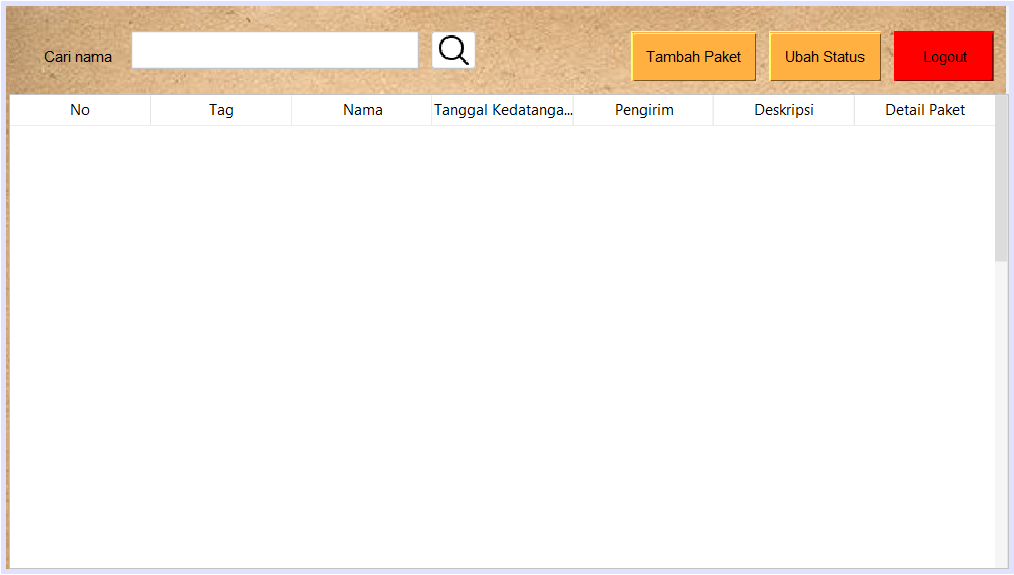 Cari nama
Tambah Paket
Ubah Status
Logout
No
Tag
Nama
Tanggal Kedatanga...
Pengirim
Deskripsi
Detail Paket